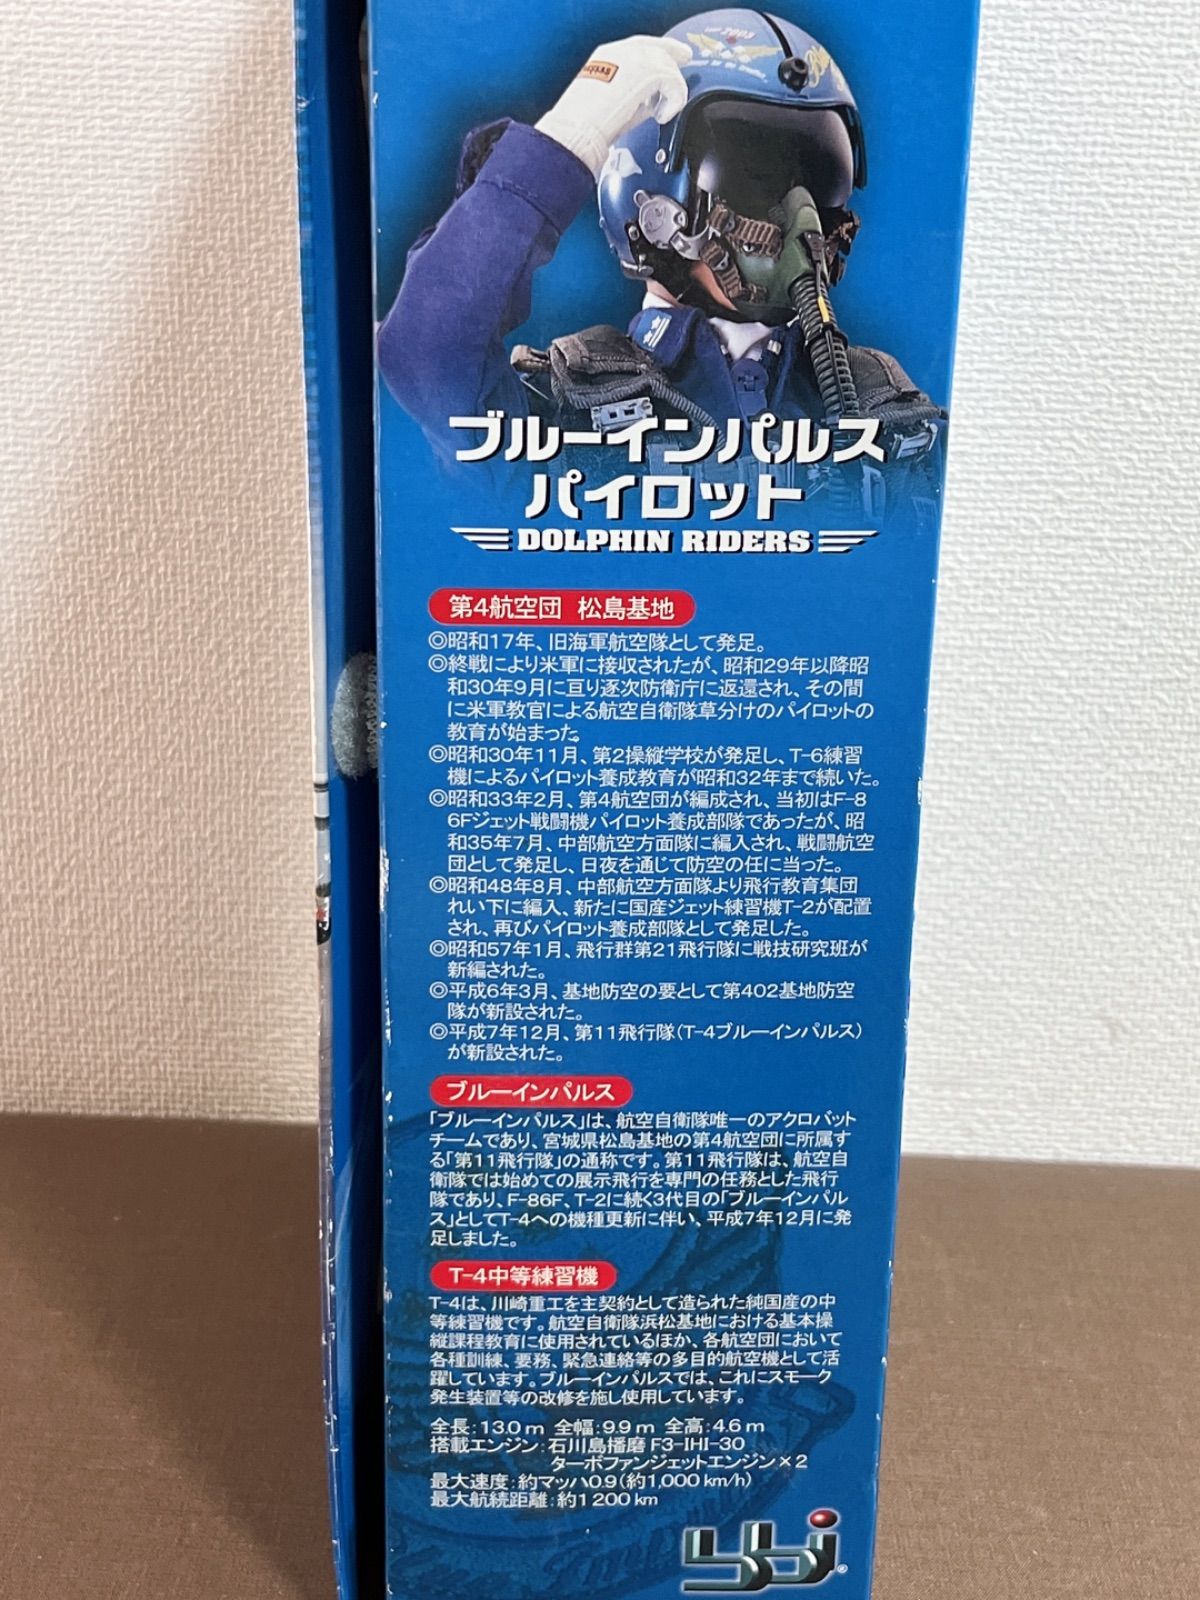 2003
ブルーインパルス
パイロット
DOLPHIN RIDERS
第4航空団 松島基地
◎昭和17年、旧海軍航空隊として発足。
◎終戦により米軍に接収されたが、昭和29年以降昭
和30年9月に亘り逐次防衛庁に返還され、その間
に米軍教官による航空自衛隊草分けのパイロットの
教育が始まった。
◎昭和30年11月、第2操縦学校が発足し、T-6練習
機によるパイロット養成教育が昭和32年まで続いた。
◎昭和33年2月、第4航空団が編成され、当初はF-8
6Fジェット戦闘機パイロット養成部隊であったが、昭
和35年7月、中部航空方面隊に編入され、戦闘航空
団として発足し、日夜を通じて防空の任に当った。
◎昭和48年8月、中部航空方面隊より飛行教育集団
れい下に編入、新たに国産ジェット練習機T-2が配置
され、再びパイロット養成部隊として発足した。
◎昭和57年1月、飛行群第21飛行隊に戦技研究班が
新編された。
◎平成6年3月、基地防空の要として第402基地防空
隊が新設された。
◎平成7年12月、第11飛行隊(T-4ブルーインパルス)
が新設された。
ブルーインパルス
「ブルーインパルス」は、航空自衛隊唯一のアクロバット
チームであり、宮城県松島基地の第4航空団に所属す
る「第11飛行隊」の通称です。第11飛行隊は、航空自
衛隊では始めての展示飛行を専門の任務とした飛行
隊であり、F-86F、T-2に続く3代目の「ブルーインパル
ス」としてT-4への機種更新に伴い、平成7年12月に発
足しました。
T-4中等練習機
T-4は、川崎重工を主契約として造られた純国産の中
等練習機です。航空自衛隊浜松基地における基本操
縦課程教育に使用されているほか、各航空団において
各種訓練、要務、緊急連絡等の多目的航空機として活
躍しています。ブルーインパルスでは、これにスモーク
発生装置等の改修を施し使用しています。
全長:13.0m 全幅:9.9m 全高:4.6m
搭載エンジン:石川島播磨 F3-IHI-30
ターボファンジェットエンジン×2
最大速度:約マッハ0.9(約1,000km/h)
最大航続距離:約1200km